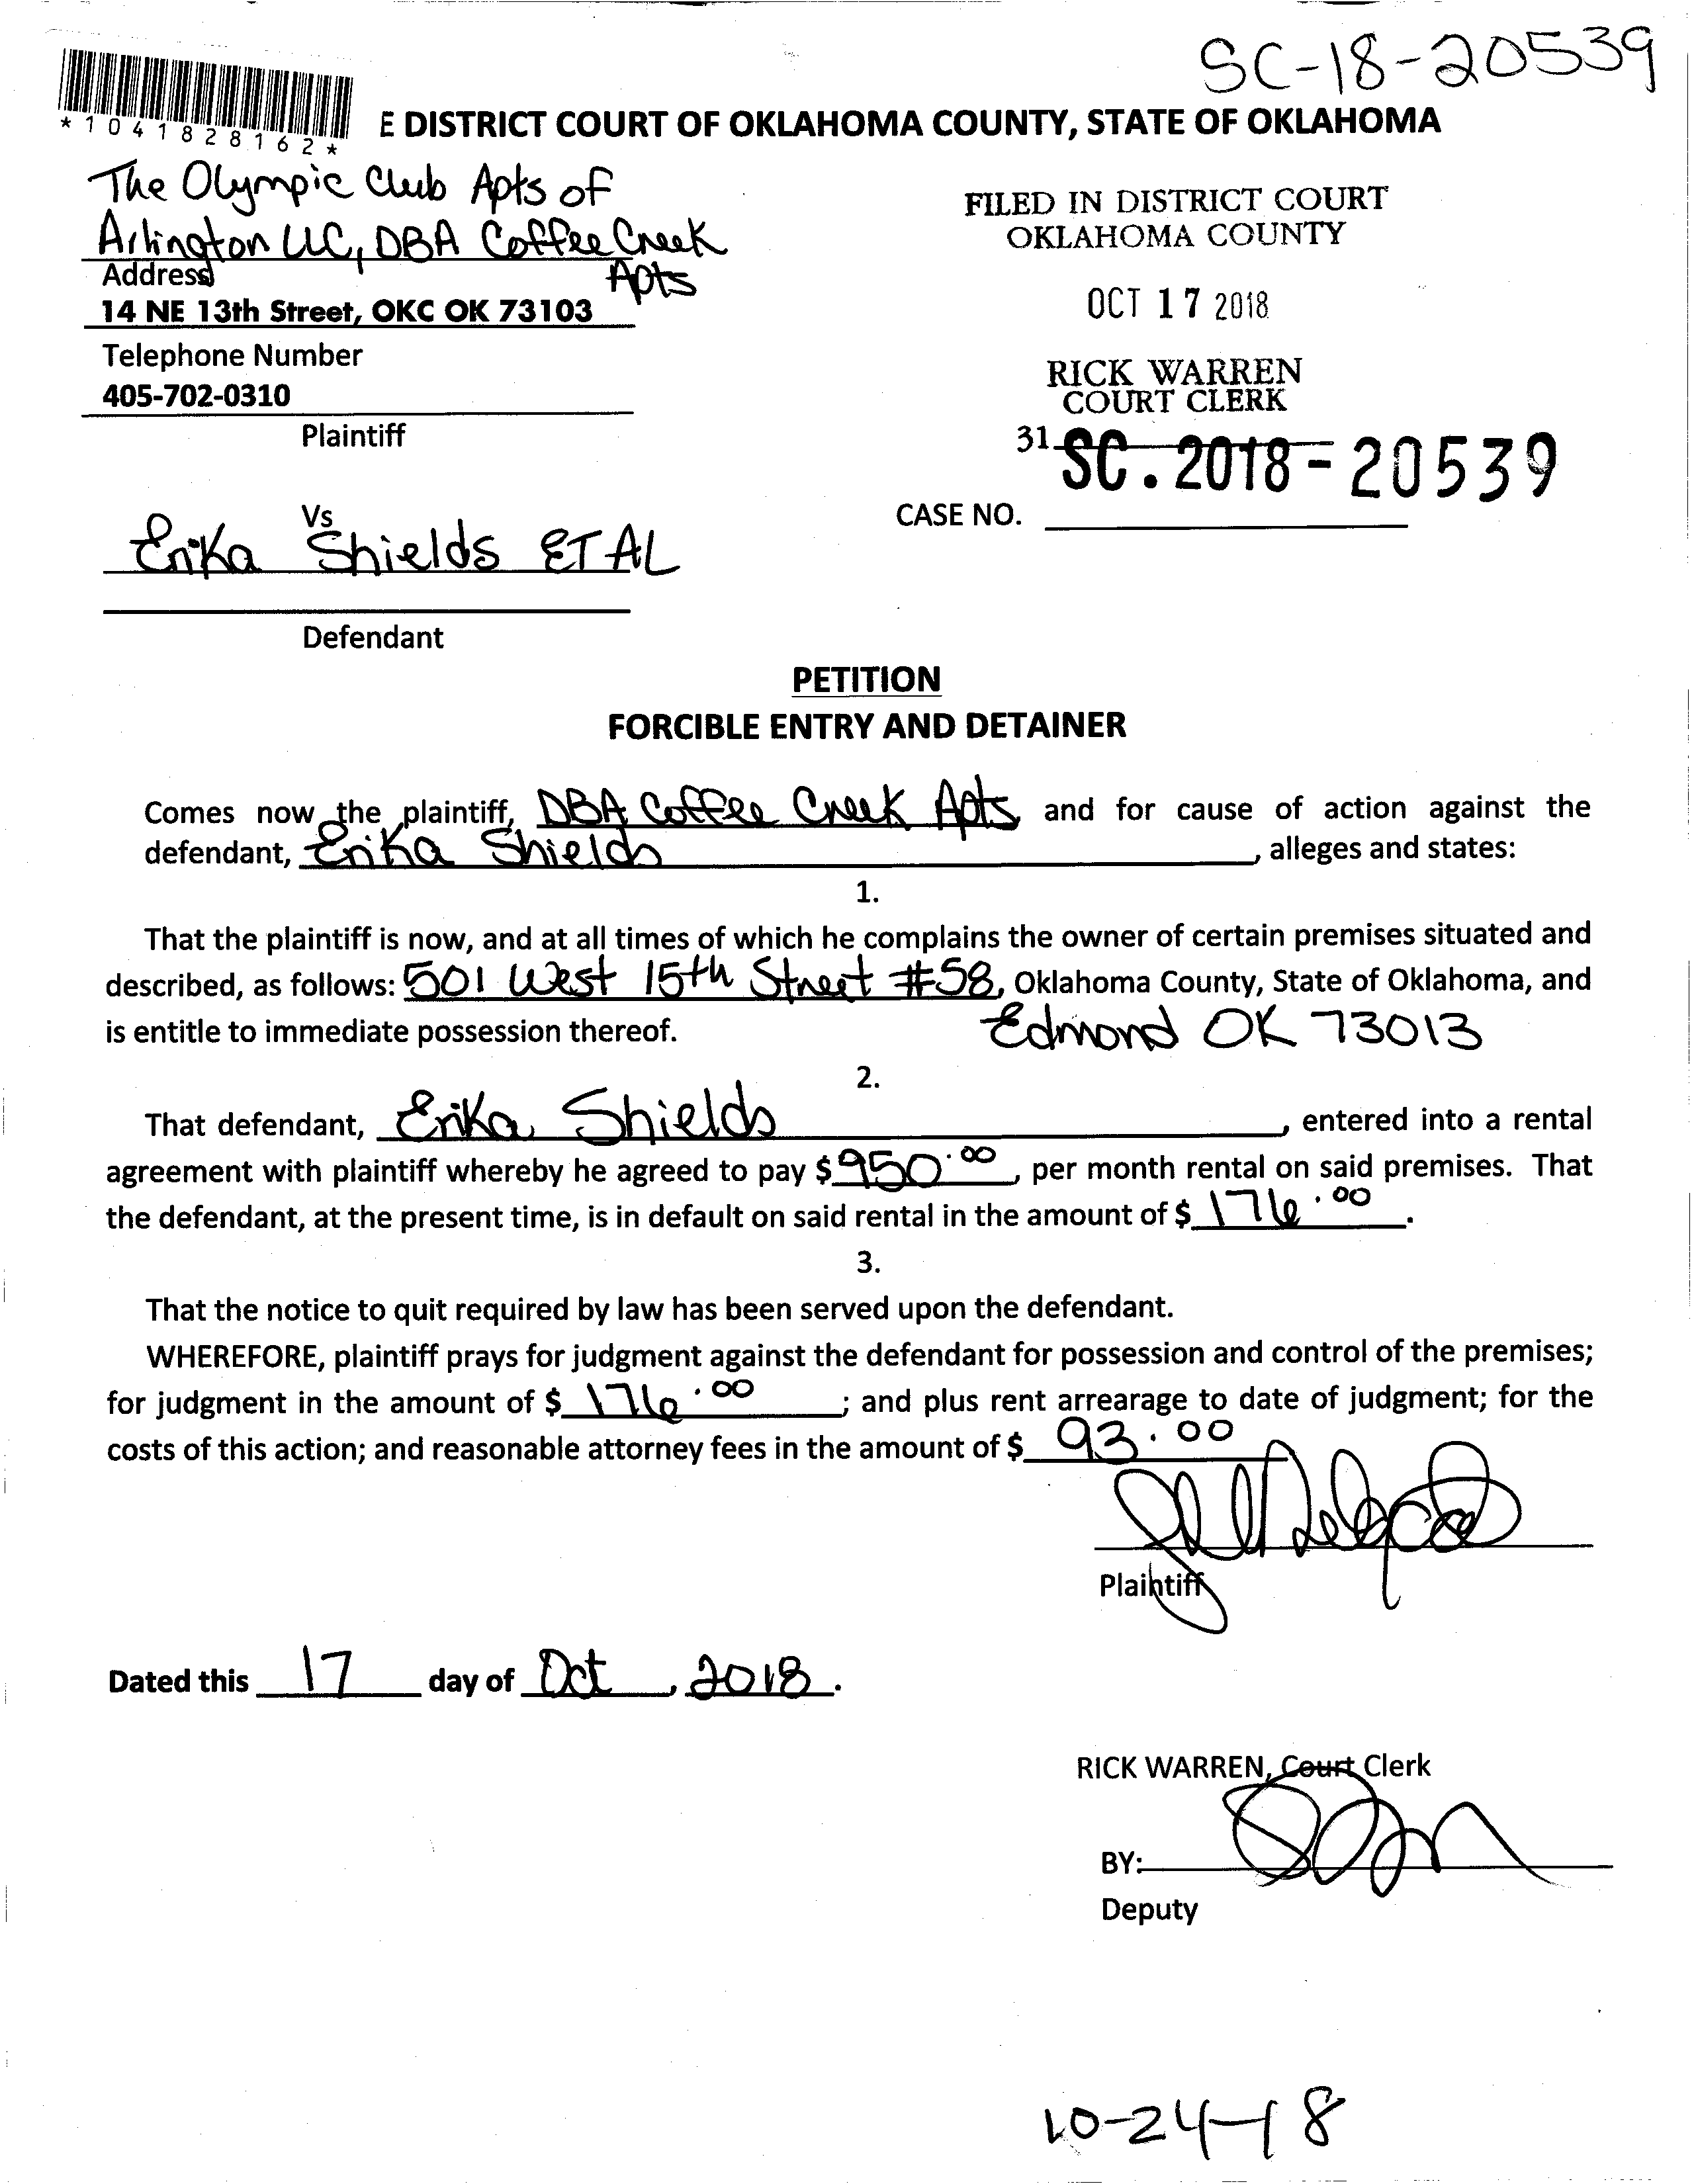 SC-18-20539
*1041828162*
E DISTRICT COURT OF OKLAHOMA COUNTY, STATE OF OKLAHOMA
The Olympic Club Apts of
Arlington LLC, DBA Coffee Creek
Apts
Address
14 NE 13th Street, OKC OK 73103
Telephone Number
405-702-0310
Plaintiff
FILED IN DISTRICT COURT
OKLAHOMA COUNTY
OCT 17 2018
RICK WARREN
COURT CLERK
31
SC. 2018-20539
CASE NO.
Vs
Erika Shields ET AL
Defendant
PETITION
FORCIBLE ENTRY AND DETAINER
Comes now the plaintiff, DBA Coffee Creek Apts and for cause of action against the
defendant, Erika Shields, alleges and states:
1.
That the plaintiff is now, and at all times of which he complains the owner of certain premises situated and
described, as follows: 501 West 15th Street #58, Oklahoma County, State of Oklahoma, and
is entitle to immediate possession thereof. Edmond OK 73013
2.
That defendant, Erika Shields, entered into a rental
agreement with plaintiff whereby he agreed to pay $950.00, per month rental on said premises. That
the defendant, at the present time, is in default on said rental in the amount of $176.00.
3.
That the notice to quit required by law has been served upon the defendant.
WHEREFORE, plaintiff prays for judgment against the defendant for possession and control of the premises;
for judgment in the amount of $176.00; and plus rent arrearage to date of judgment; for the
costs of this action; and reasonable attorney fees in the amount of $93.00
Plaintiff
Dated this 17 day of Oct, 2018.
RICK WARREN, Court Clerk
BY:
Deputy
10-24-18